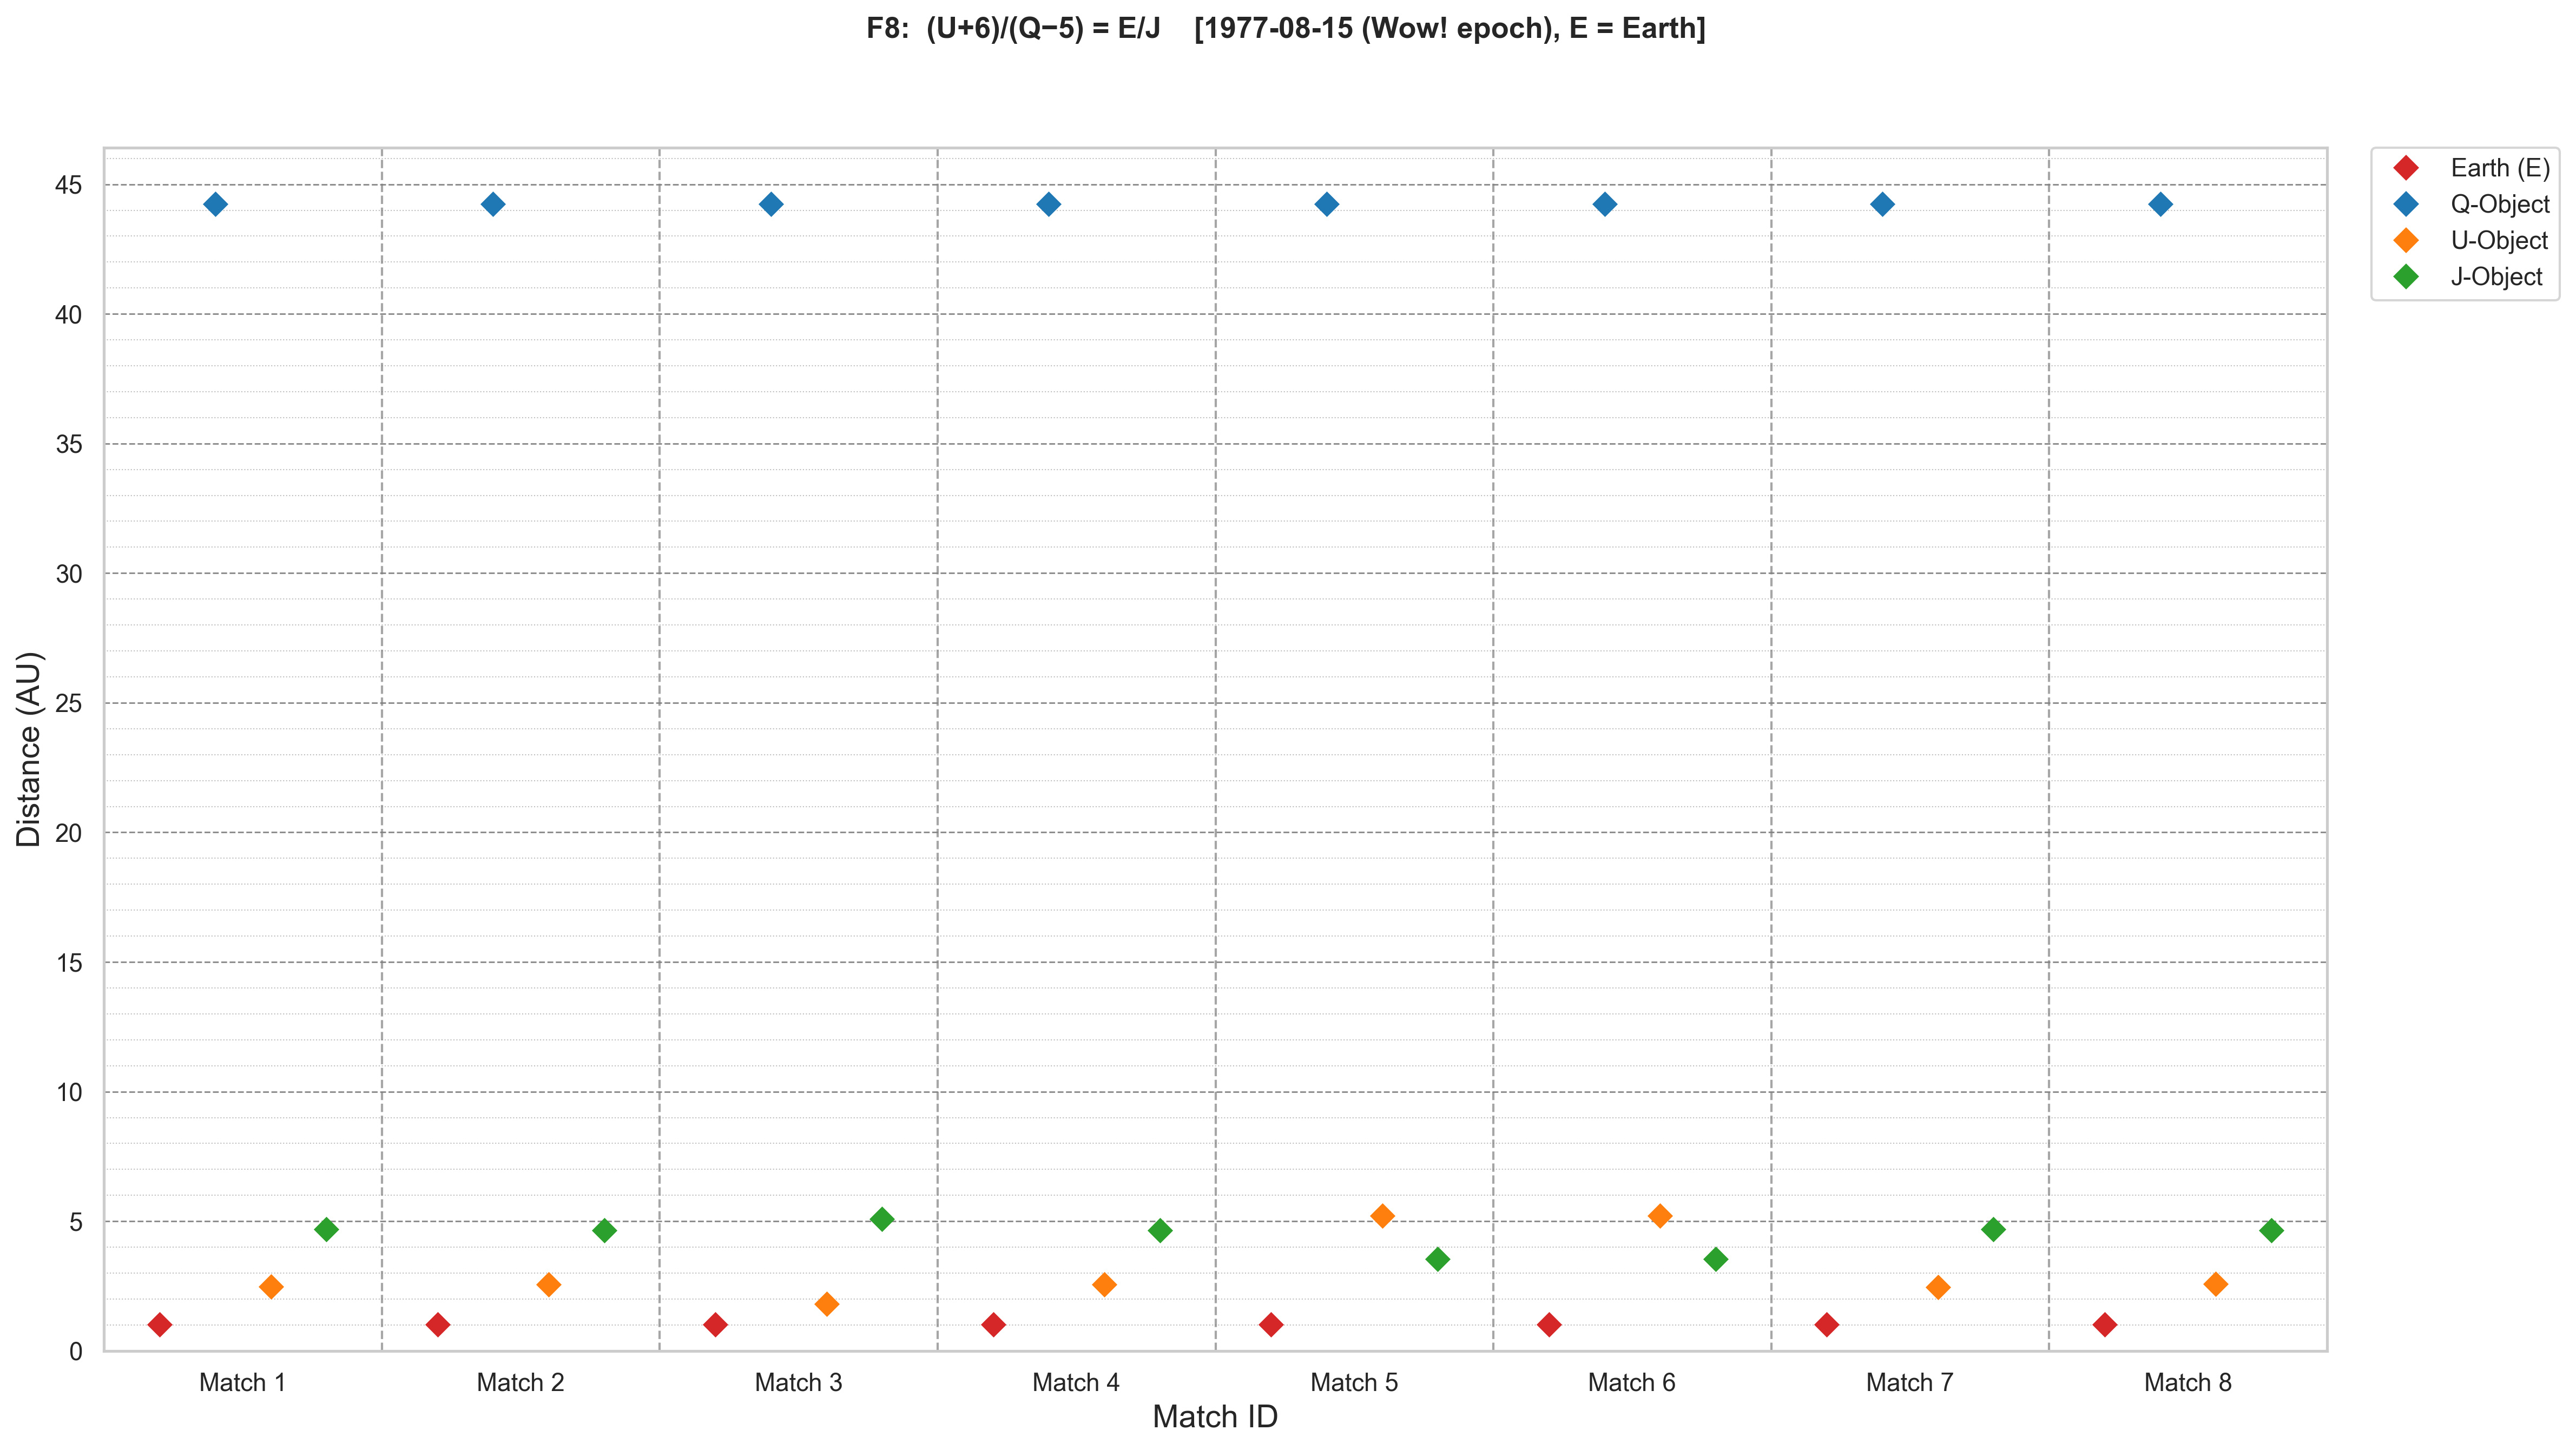 F8:  (U+6)/(Q−5) = E/J    [1977-08-15 (Wow! epoch), E = Earth]
Earth (E)
Q-Object
U-Object
J-Object
Distance (AU)
45
40
35
30
25
20
15
10
5
0
Match 1
Match 2
Match 3
Match 4
Match 5
Match 6
Match 7
Match 8
Match ID